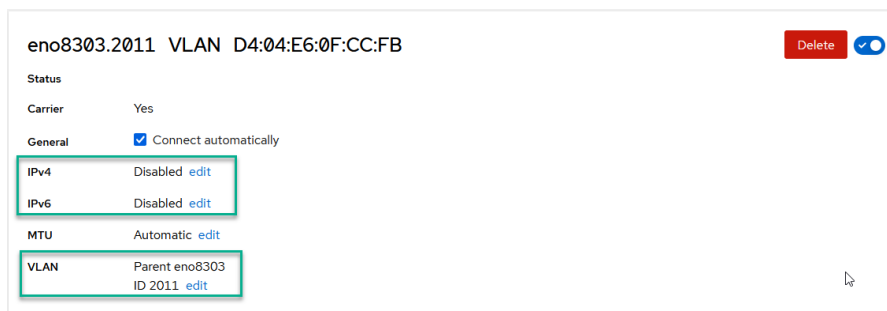 eno8303.2011 VLAN D4:04:E6:0F:CC:FB Delete
Status
Carrier Yes
General Connect automatically
IPv4 Disabled edit
IPv6 Disabled edit
MTU Automatic edit
VLAN Parent eno8303
ID 2011 edit